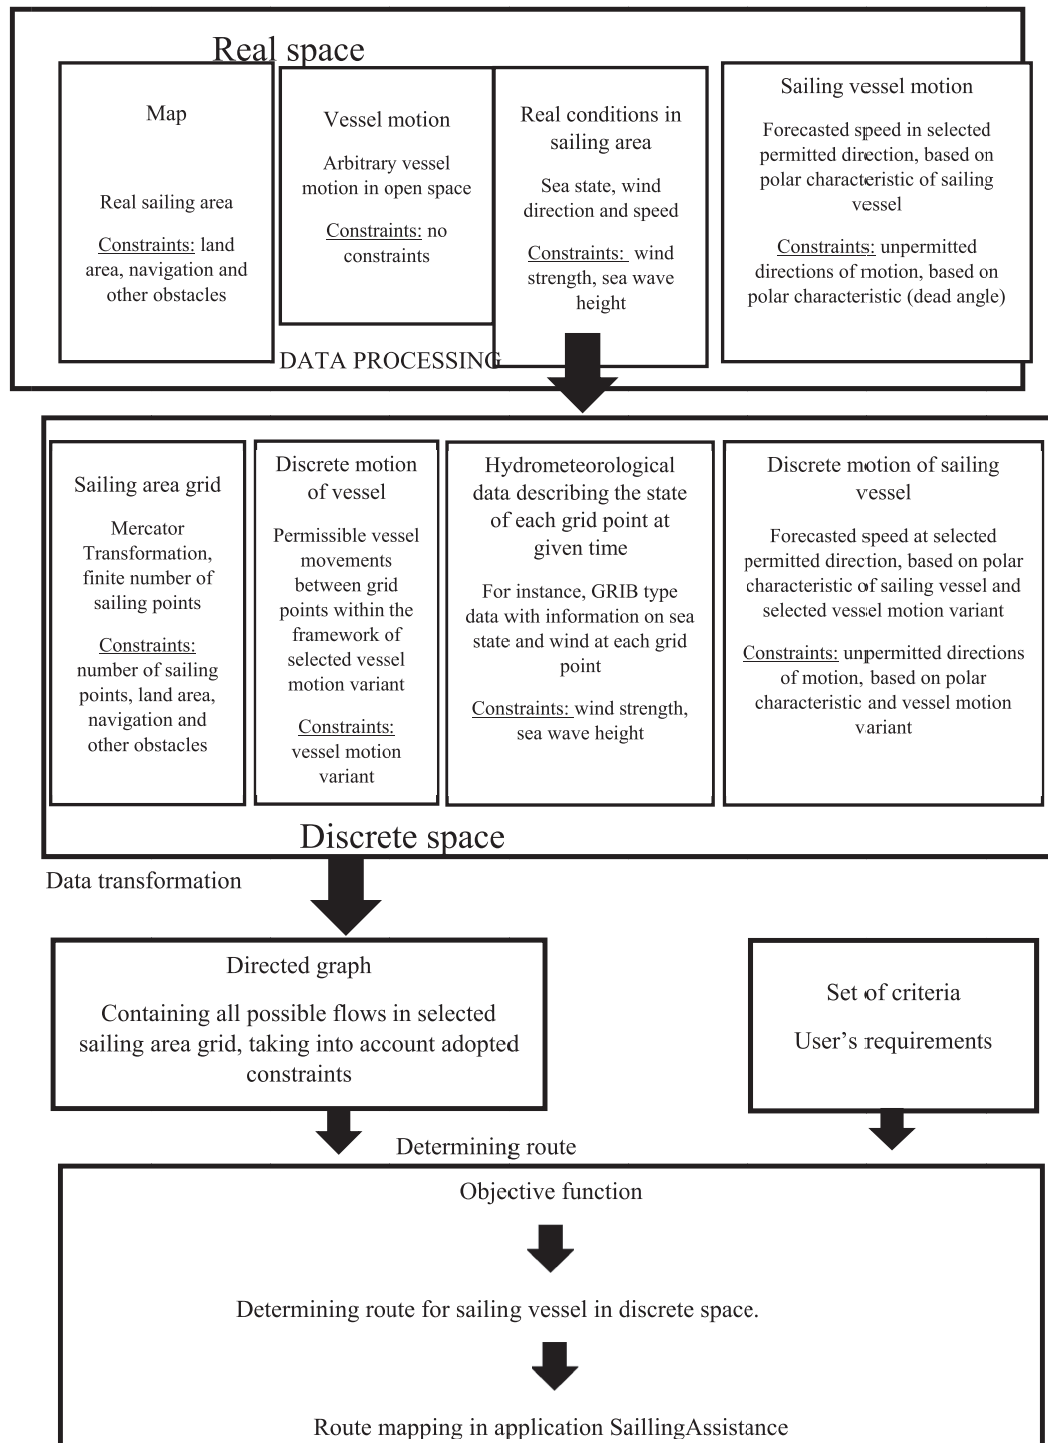 Real space
Map
Real sailing area
Constraints: land
area, navigation and
other obstacles
Vessel motion
Arbitrary vessel
motion in open space
Constraints: no
constraints
Real conditions in
sailing area
Sea state, wind
direction and speed
Constraints: wind
strength, sea wave
height
Sailing vessel motion
Forecasted speed in selected
permitted direction, based on
polar characteristic of sailing
vessel
Constraints: unpermitted
directions of motion, based on
polar characteristic (dead angle)
DATA PROCESSING
Sailing area grid
Mercator
Transformation,
finite number of
sailing points
Constraints:
number of sailing
points, land area,
navigation and
other obstacles
Discrete motion
of vessel
Permissible vessel
movements
between grid
points within the
framework of
selected vessel
motion variant
Constraints:
vessel motion
variant
Hydrometeorological
data describing the state
of each grid point at
given time
For instance, GRIB type
data with information on sea
state and wind at each grid
point
Constraints: wind strength,
sea wave height
Discrete motion of sailing
vessel
Forecasted speed at selected
permitted direction, based on polar
characteristic of sailing vessel and
selected vessel motion variant
Constraints: unpermitted directions
of motion, based on polar
characteristic and vessel motion
variant
Discrete space
Data transformation
Directed graph
Containing all possible flows in selected
sailing area grid, taking into account adopted
constraints
Set of criteria
User’s requirements
Determining route
Objective function
Determining route for sailing vessel in discrete space.
Route mapping in application SaillingAssistance